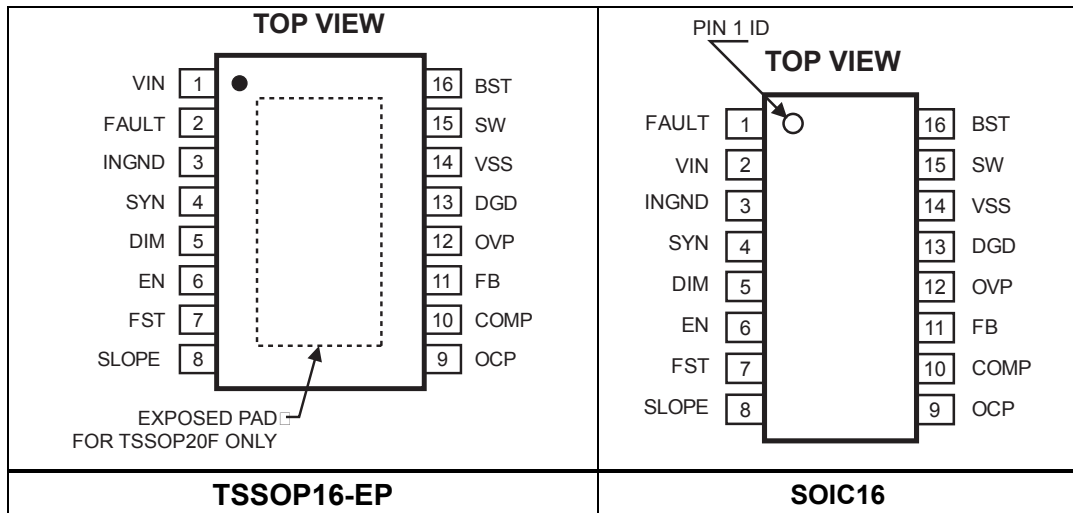 TOP VIEW
VIN 1
FAULT 2
INGND 3
SYN 4
DIM 5
EN 6
FST 7
SLOPE 8
16 BST
15 SW
14 VSS
13 DGD
12 OVP
11 FB
10 COMP
9 OCP
EXPOSED PAD
FOR TSSOP20F ONLY
TSSOP16-EP
PIN 1 ID
TOP VIEW
FAULT 1
VIN 2
INGND 3
SYN 4
DIM 5
EN 6
FST 7
SLOPE 8
16 BST
15 SW
14 VSS
13 DGD
12 OVP
11 FB
10 COMP
9 OCP
SOIC16